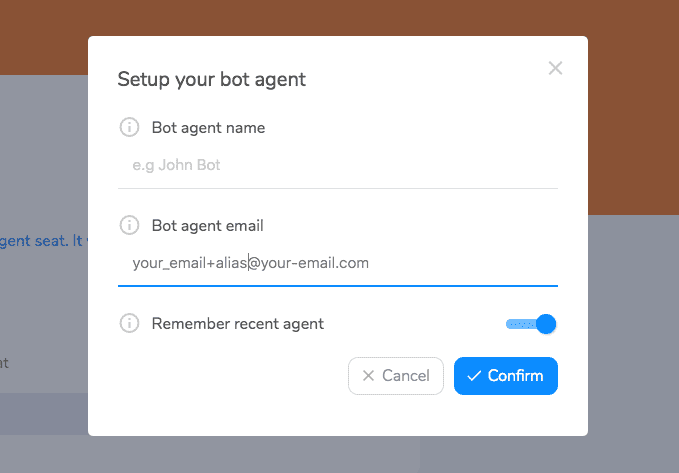 Setup your bot agent
Bot agent name
e.g John Bot
Bot agent email
gent seat. It
your_email+alias@your-email.com
Remember recent agent
at
Cancel
Confirm